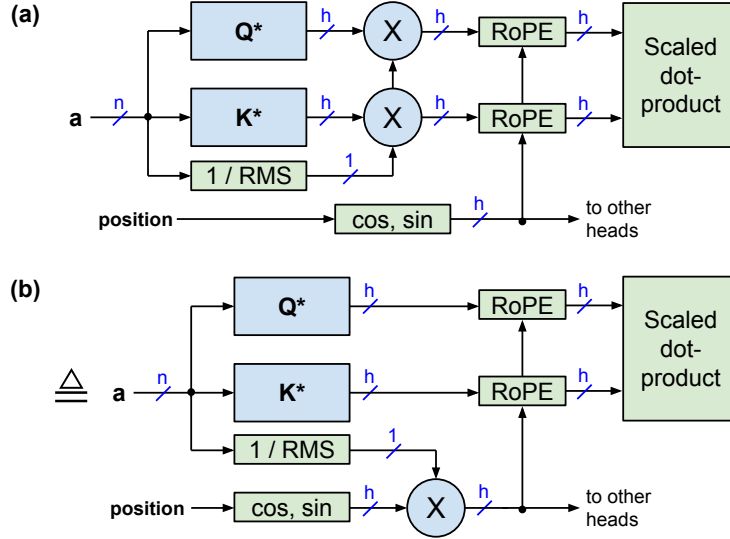 (a)
Q*
h
X
h
RoPE
h
Scaled
dot-
product
a
n
K*
h
X
h
RoPE
h
1 / RMS
1
position
cos, sin
h
to other
heads
(b)
Q*
h
RoPE
h
Scaled
dot-
product
≜
a
n
K*
h
RoPE
h
1 / RMS
1
position
cos, sin
h
X
h
to other
heads